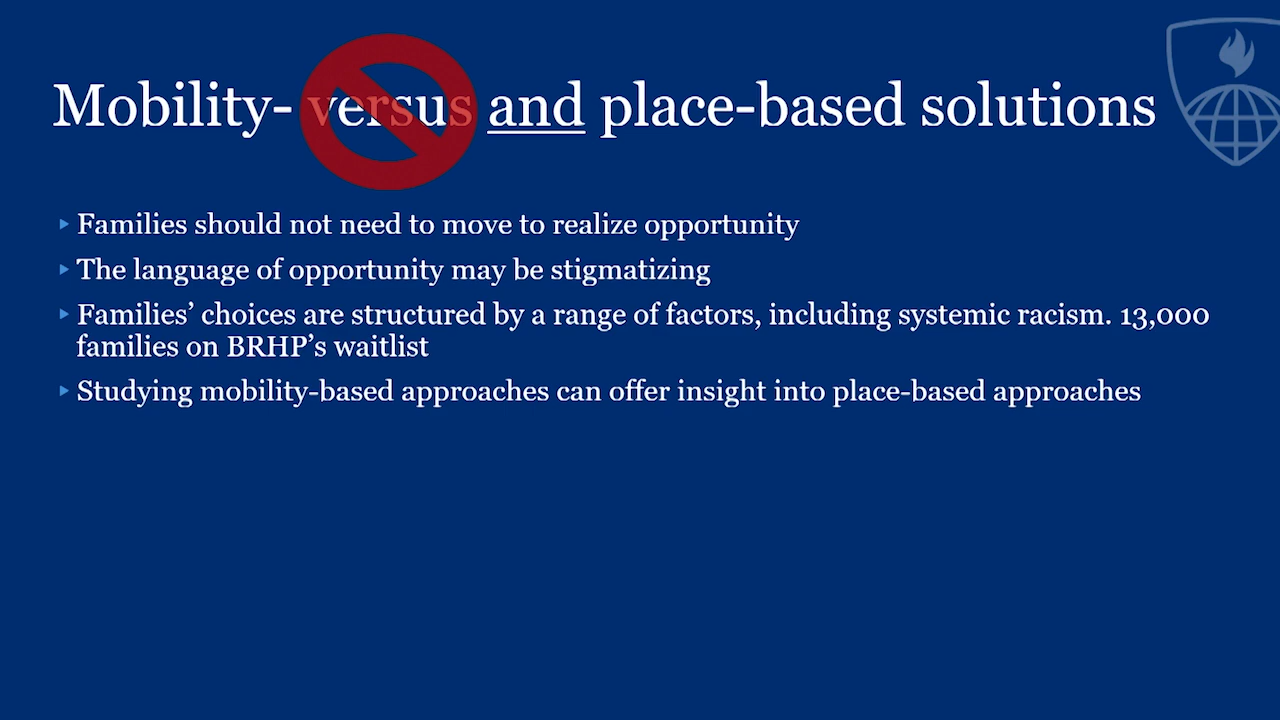 Mobility- versus and place-based solutions
Families should not need to move to realize opportunity
The language of opportunity may be stigmatizing
Families’ choices are structured by a range of factors, including systemic racism. 13,000
families on BRHP’s waitlist
Studying mobility-based approaches can offer insight into place-based approaches